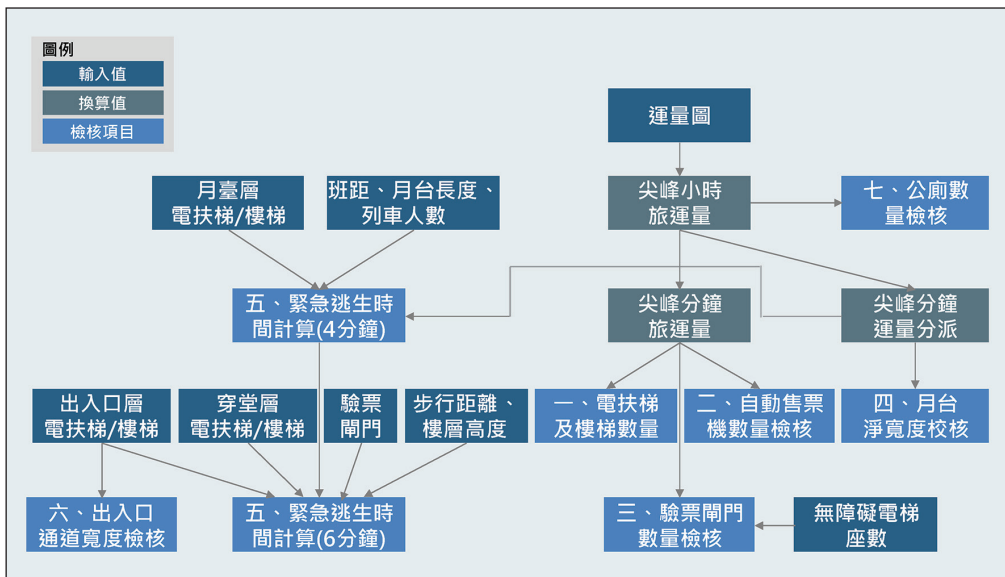 圖例
輸入值
換算值
檢核項目
運量圖
月臺層
電扶梯/樓梯
班距、月台長度、
列車人數
尖峰小時
旅運量
七、公廁數
量檢核
五、緊急逃生時
間計算(4分鐘)
尖峰分鐘
旅運量
尖峰分鐘
運量分派
出入口層
電扶梯/樓梯
穿堂層
電扶梯/樓梯
驗票
閘門
步行距離、
樓層高度
一、電扶梯
及樓梯數量
二、自動售票
機數量檢核
四、月台
淨寬度校核
六、出入口
通道寬度檢核
五、緊急逃生時
間計算(6分鐘)
三、驗票閘門
數量檢核
無障礙電梯
座數